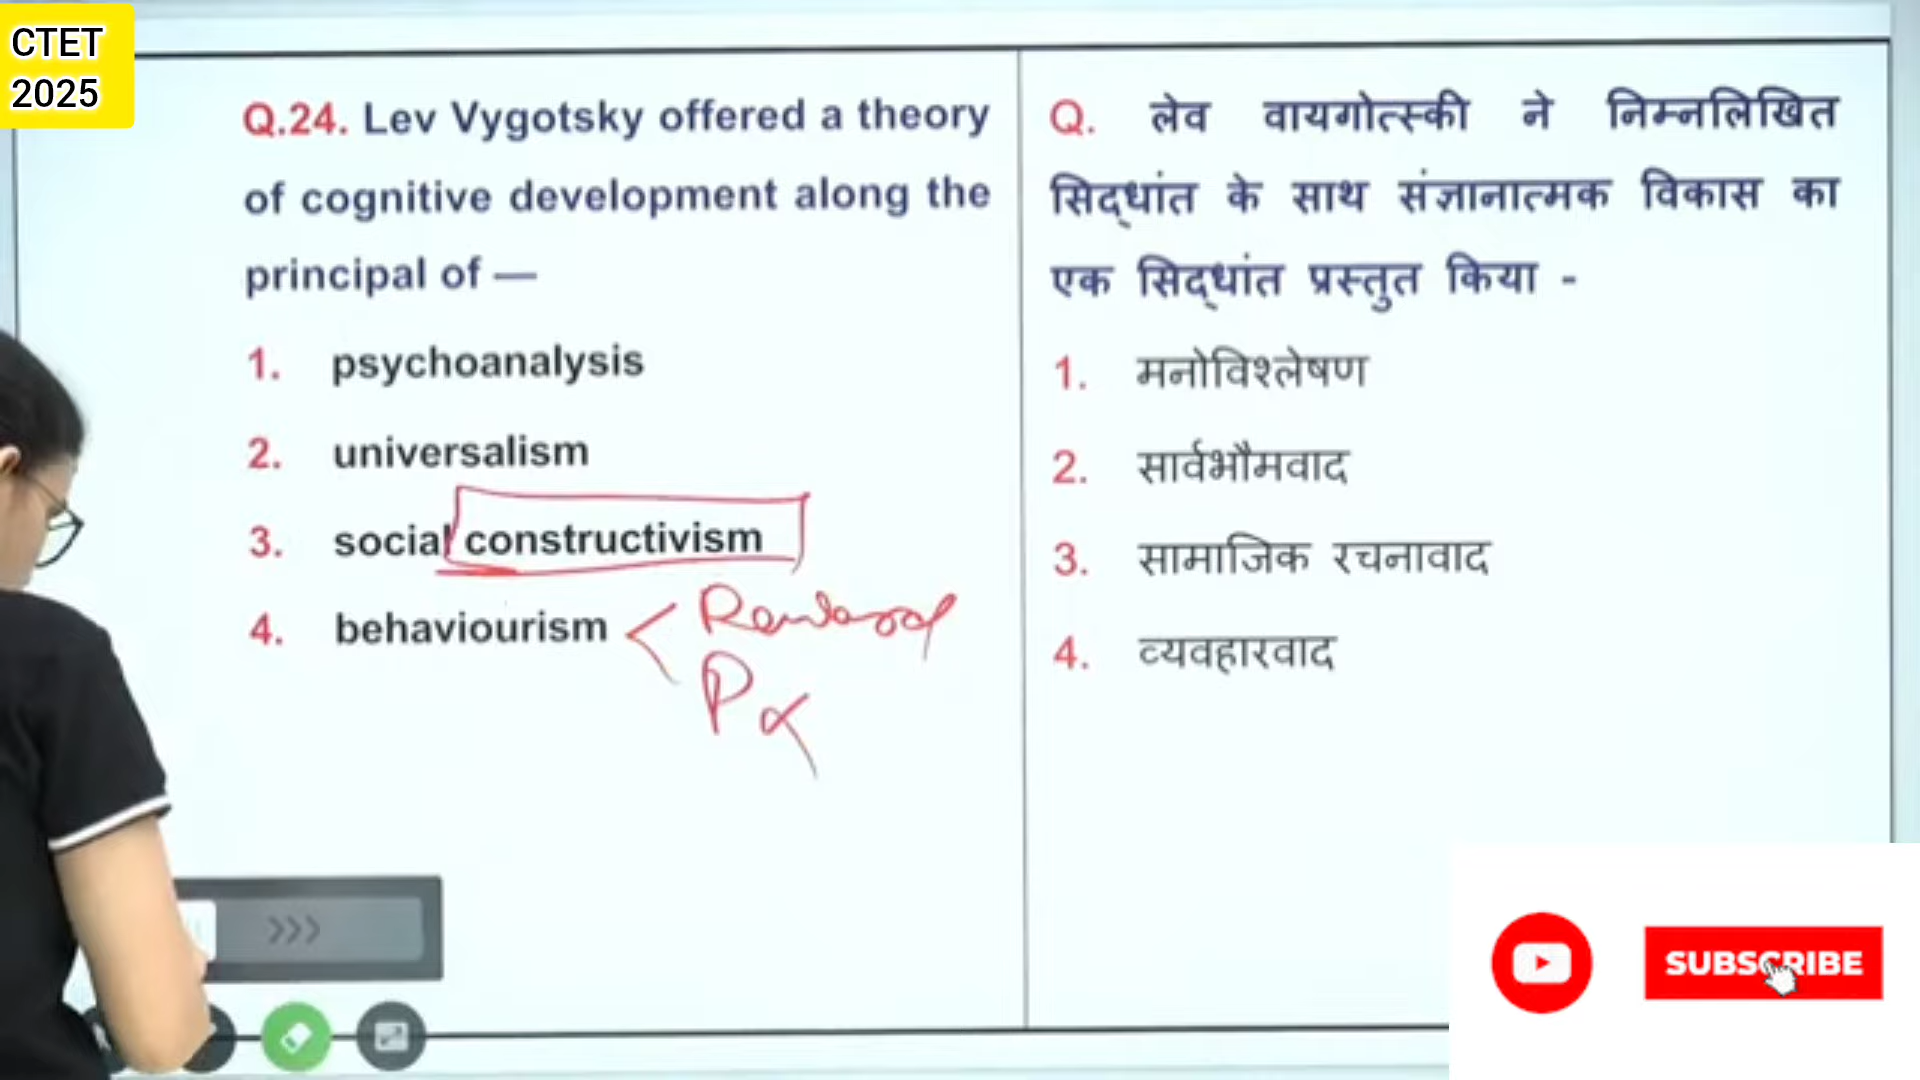 CTET
2025
Q.24. Lev Vygotsky offered a theory
of cognitive development along the
principal of —
1. psychoanalysis
2. universalism
3. social constructivism
4. behaviourism
Reward
P
Q. लेव वायगोत्स्की ने निम्नलिखित
सिद्धांत के साथ संज्ञानात्मक विकास का
एक सिद्धांत प्रस्तुत किया -
1. मनोविश्लेषण
2. सार्वभौमवाद
3. सामाजिक रचनावाद
4. व्यवहारवाद
SUBSCRIBE